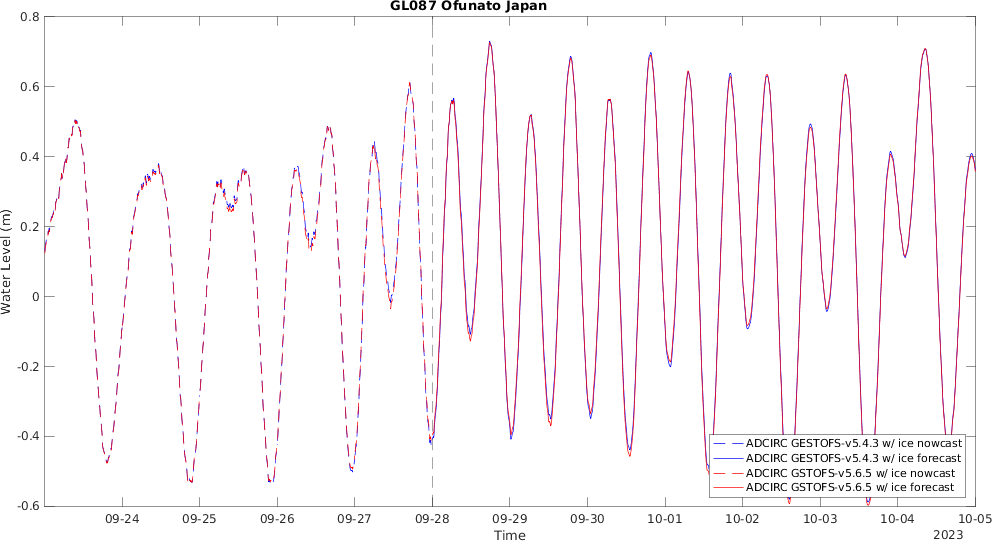 GL087 Ofunato Japan
0.8
0.6
0.4
0.2
0
-0.2
-0.4
-0.6
Water Level (m)
ADCIRC GESTOFS-v5.4.3 w/ ice nowcast
ADCIRC GESTOFS-v5.4.3 w/ ice forecast
ADCIRC GSTOFS-v5.6.5 w/ ice nowcast
ADCIRC GSTOFS-v5.6.5 w/ ice forecast
09-24 09-25 09-26 09-27 09-28 09-29 09-30 10-01 10-02 10-03 10-04 10-05
Time
2023